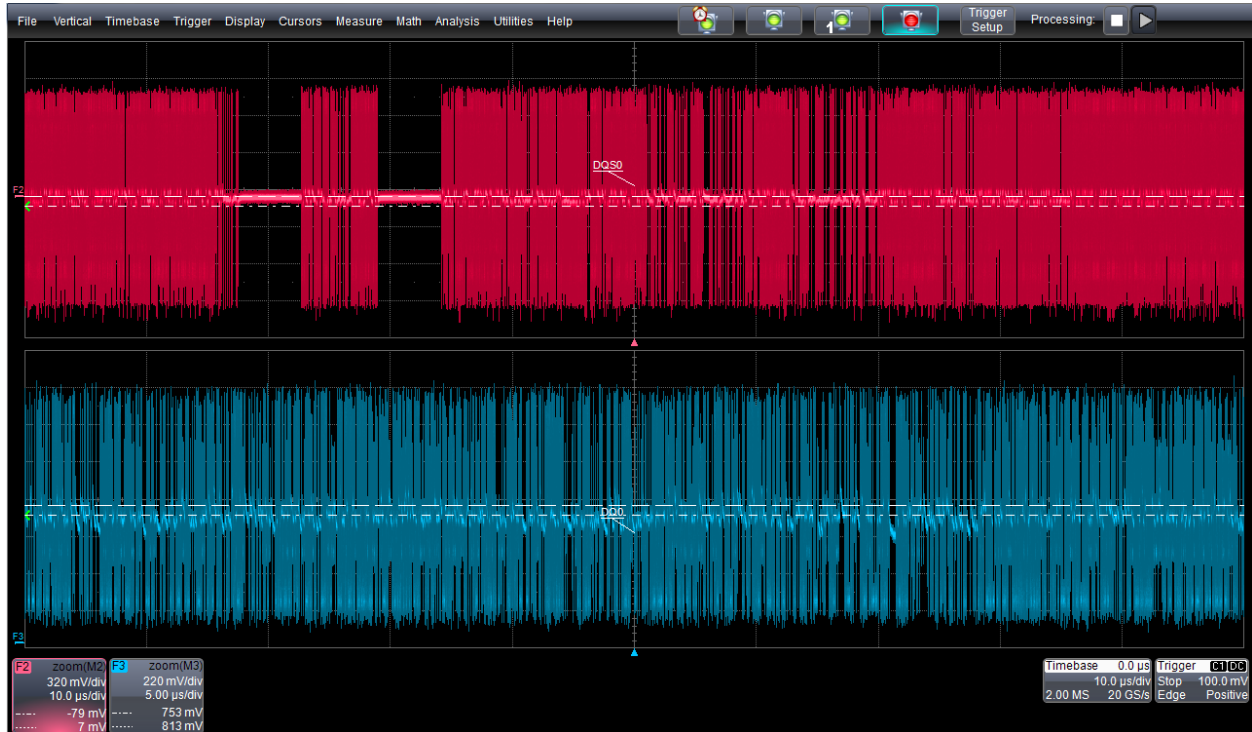 File Vertical Timebase Trigger Display Cursors Measure Math Analysis Utilities Help
1
Trigger Setup
Processing:
DQS0
F2
DQ0
F3
F2 zoom(M2)
320 mV/div
10.0 µs/div
-79 mV
7 mV
F3 zoom(M3)
220 mV/div
5.00 µs/div
753 mV
813 mV
Timebase 0.0 µs
10.0 µs/div
2.00 MS 20 GS/s
Trigger C1 DC
Stop 100.0 mV
Edge Positive